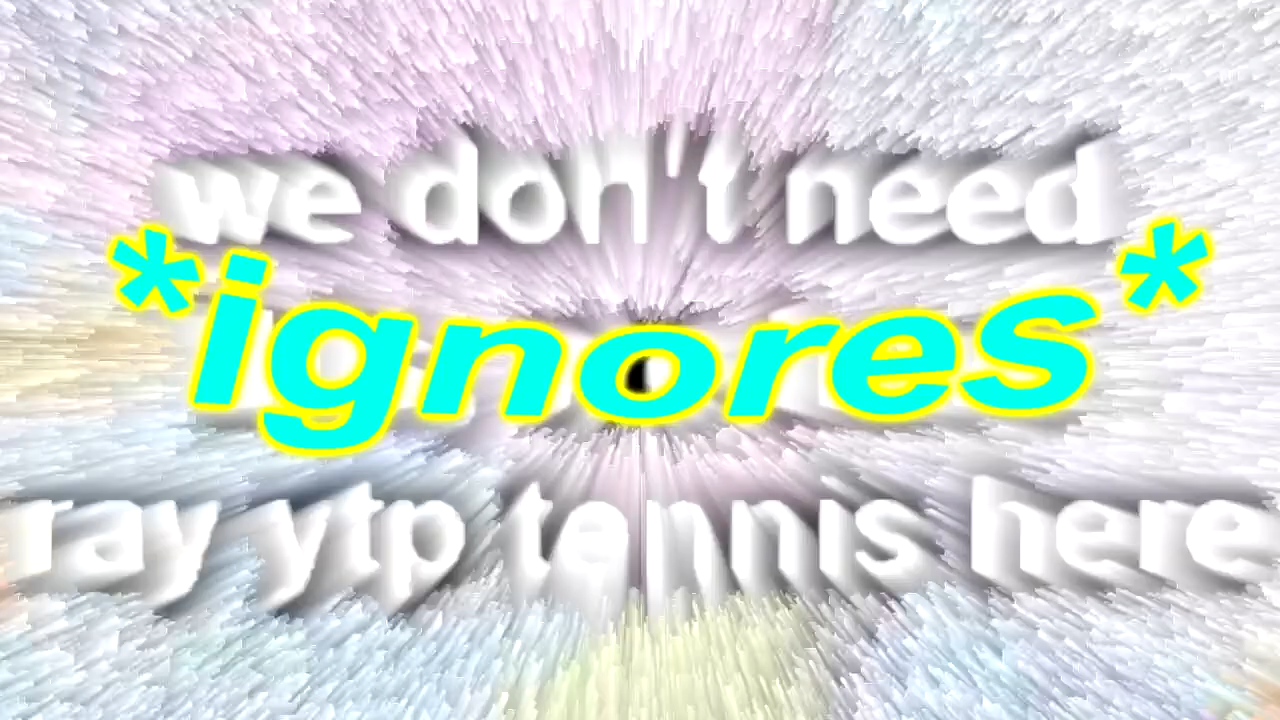 we don't need
*ignores*
ray ytp tennis here